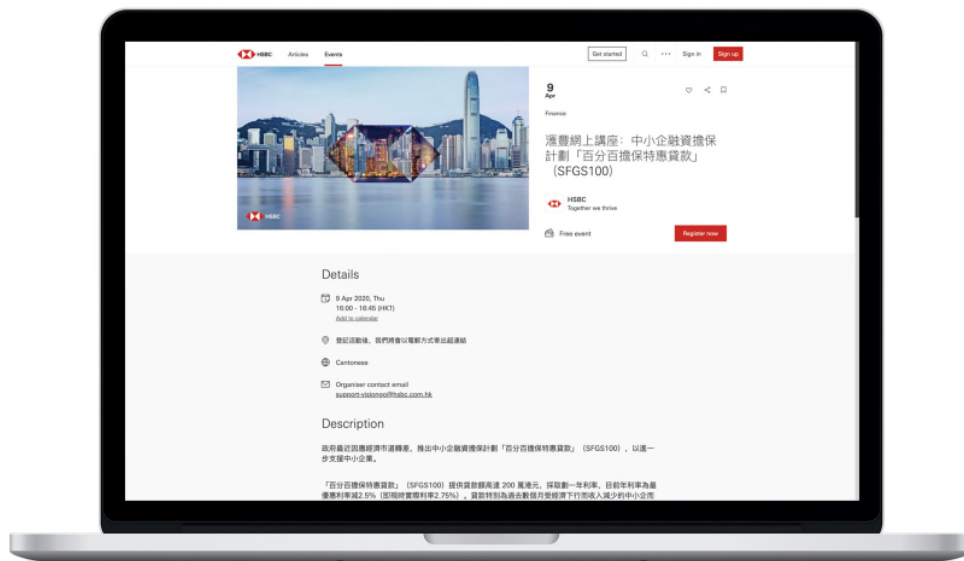 HSBC Articles Events Get started Sign in Sign up
9
Apr
Finance
滙豐網上講座：中小企融資擔保
計劃「百分百擔保特惠貸款」
（SFGS100）
HSBC
HSBC
Together we thrive
Free event Register now
Details
9 Apr 2020, Thu
16:00 - 16:45 (HKT)
Add to calendar
登記活動後，我們將會以電郵方式寄出超連結
Cantonese
Organiser contact email
support-visiongo@hsbc.com.hk
Description
政府最近因應經濟市道轉差，推出中小企融資擔保計劃「百分百擔保特惠貸款」（SFGS100），以進一
步支援中小企業。
「百分百擔保特惠貸款」（SFGS100）提供貸款額高達 200 萬港元，採取劃一年利率，目前年利率為最
優惠利率減2.5%（即現時實際利率2.75%）。貸款特別為過去數個月受經濟下行而收入減少的中小企而